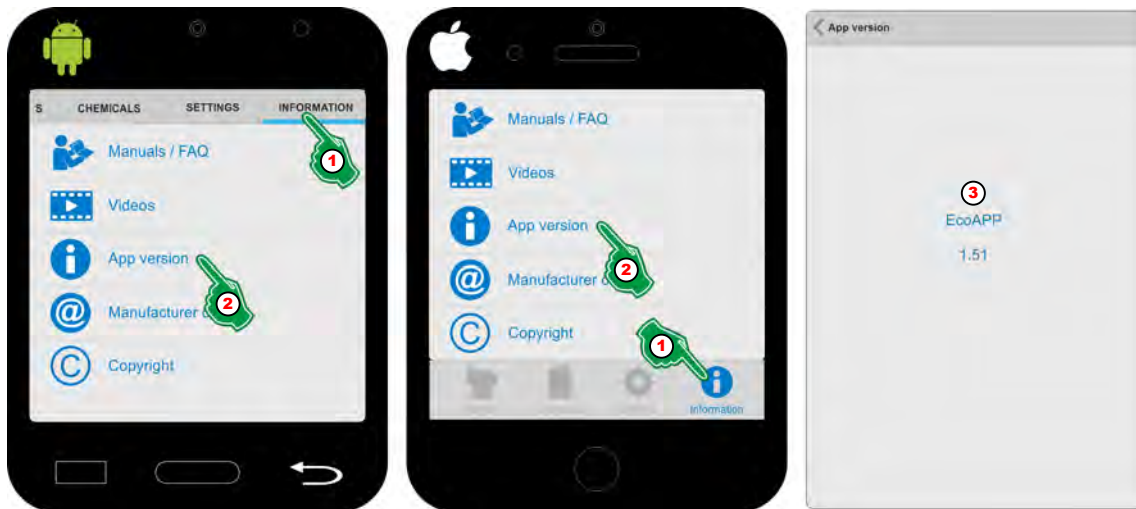 S CHEMICALS SETTINGS INFORMATION
1
Manuals / FAQ
Videos
App version
2
Manufacturer
Copyright
Manuals / FAQ
Videos
App version
2
Manufacturer
Copyright
1
Information
App version
3
EcoAPP
1.51